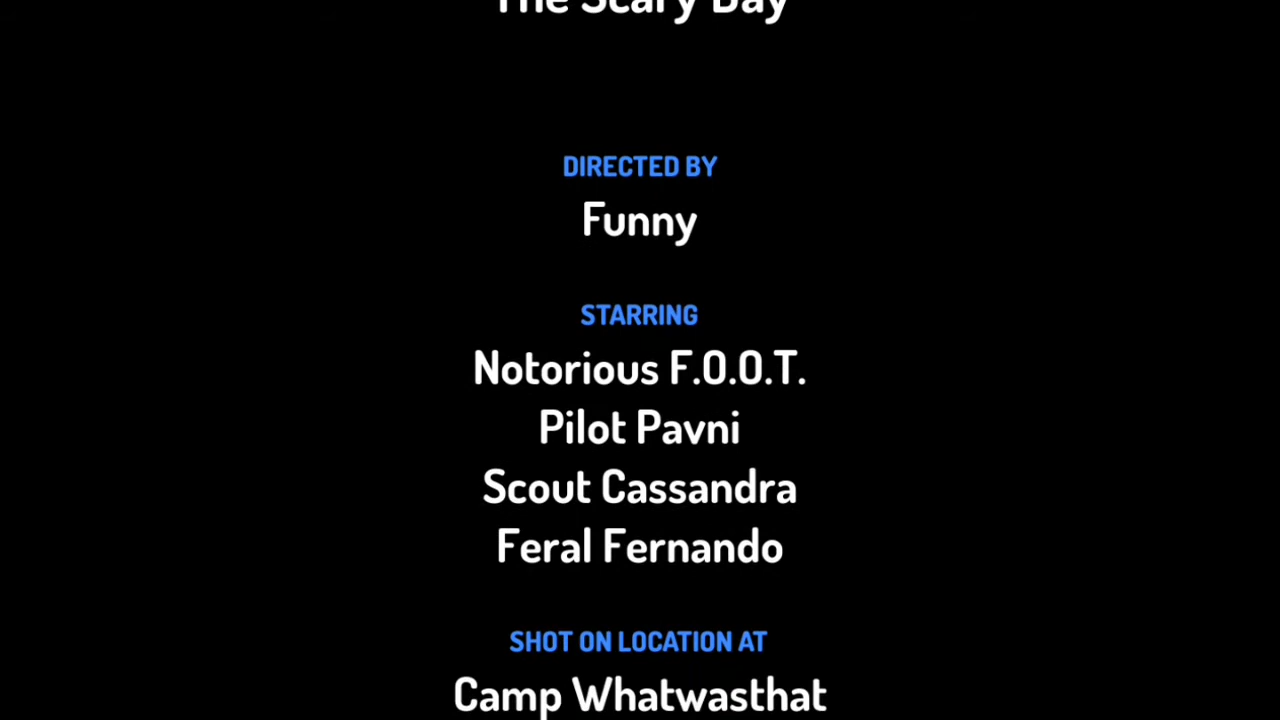 The Scary Bay
DIRECTED BY
Funny
STARRING
Notorious F.O.O.T.
Pilot Pavni
Scout Cassandra
Feral Fernando
SHOT ON LOCATION AT
Camp Whatwasthat